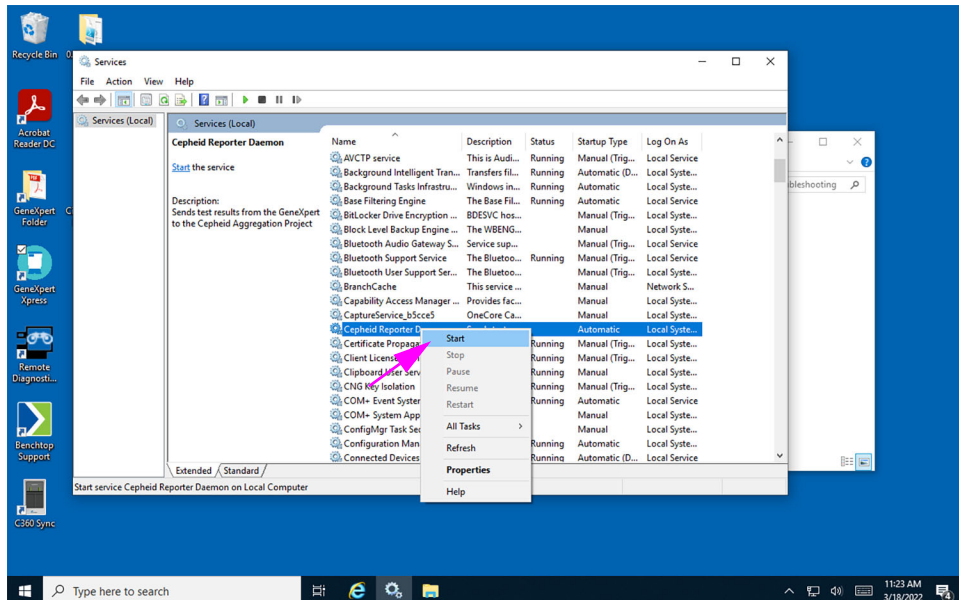 Recycle Bin
Acrobat
Reader DC
GeneXpert
Folder
GeneXpert
Xpress
Remote
Diagnosti...
Benchtop
Support
C360 Sync
Services
File Action View Help
Services (Local)
Services (Local)
Cepheid Reporter Daemon
Start the service
Description:
Sends test results from the GeneXpert
to the Cepheid Aggregation Project
Name Description Status Startup Type Log On As
AVCTP service This is Audi... Running Manual (Trig... Local Service
Background Intelligent Tran... Transfers fil... Running Automatic (D... Local Syste...
Background Tasks Infrastru... Windows in... Running Automatic Local Syste...
Base Filtering Engine The Base Fil... Running Automatic Local Service
BitLocker Drive Encryption ... BDESVC hos... Manual (Trig... Local Syste...
Block Level Backup Engine ... The WBENG... Manual Local Syste...
Bluetooth Audio Gateway S... Service sup... Manual (Trig... Local Service
Bluetooth Support Service The Bluetoo... Running Manual (Trig... Local Service
Bluetooth User Support Ser... The Bluetoo... Manual (Trig... Local Syste...
BranchCache This service ... Manual Network S...
Capability Access Manager ... Provides fac... Manual Local Syste...
CaptureService_b5cce5 OneCore Ca... Manual Local Syste...
Cepheid Reporter D Automatic Local Syste...
Certificate Propaga Running Manual (Trig... Local Syste...
Client License Manual (Trig... Local Syste...
Clipboard User Serv Running Manual Local Syste...
CNG Key Isolation Running Manual (Trig... Local Syste...
COM+ Event System Running Automatic Local Service
COM+ System App Manual Local Syste...
ConfigMgr Task Se Manual Local Syste...
Configuration Man Running Automatic Local Syste...
Connected Devices Running Automatic (D... Local Service
Start
Stop
Pause
Resume
Restart
All Tasks
Refresh
Properties
Help
Extended Standard
Start service Cepheid Reporter Daemon on Local Computer
ubleshooting
Type here to search
11:23 AM
3/18/2022
4